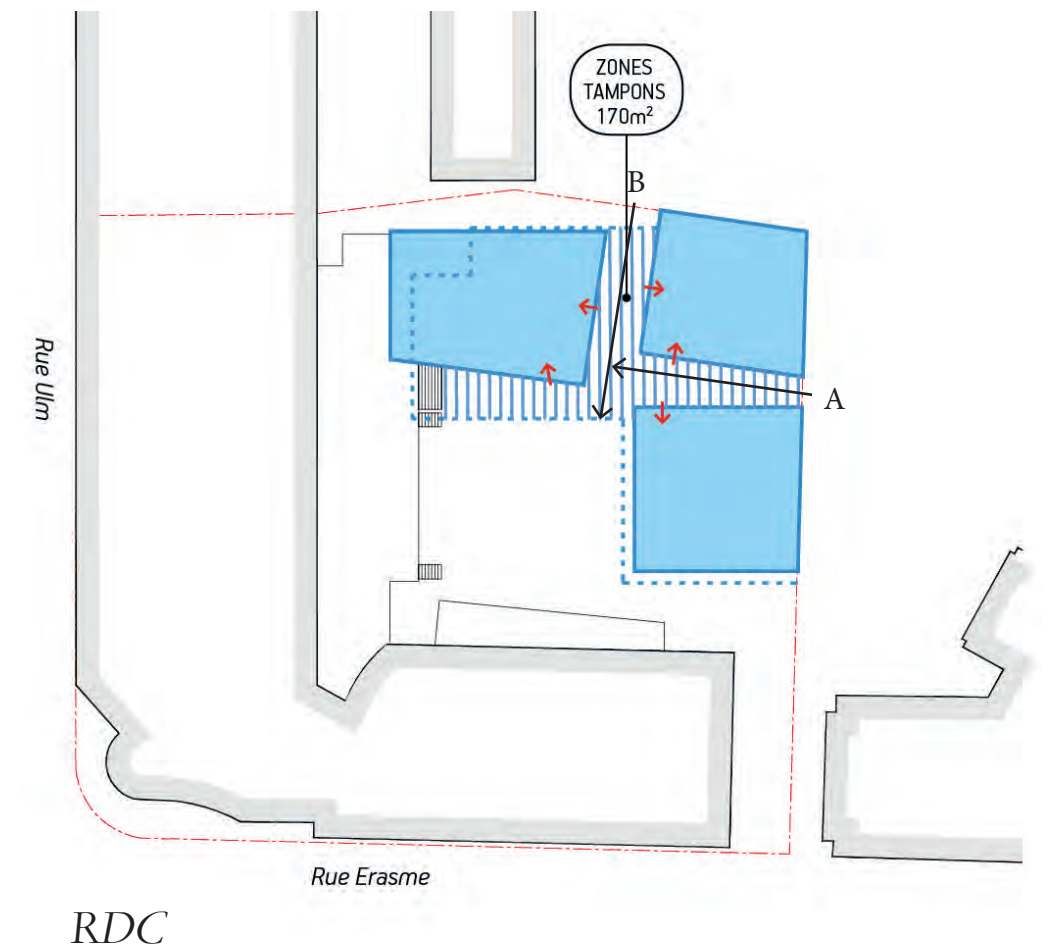 ZONES
TAMPONS
170m²
B
A
Rue Ulm
Rue Erasme
RDC